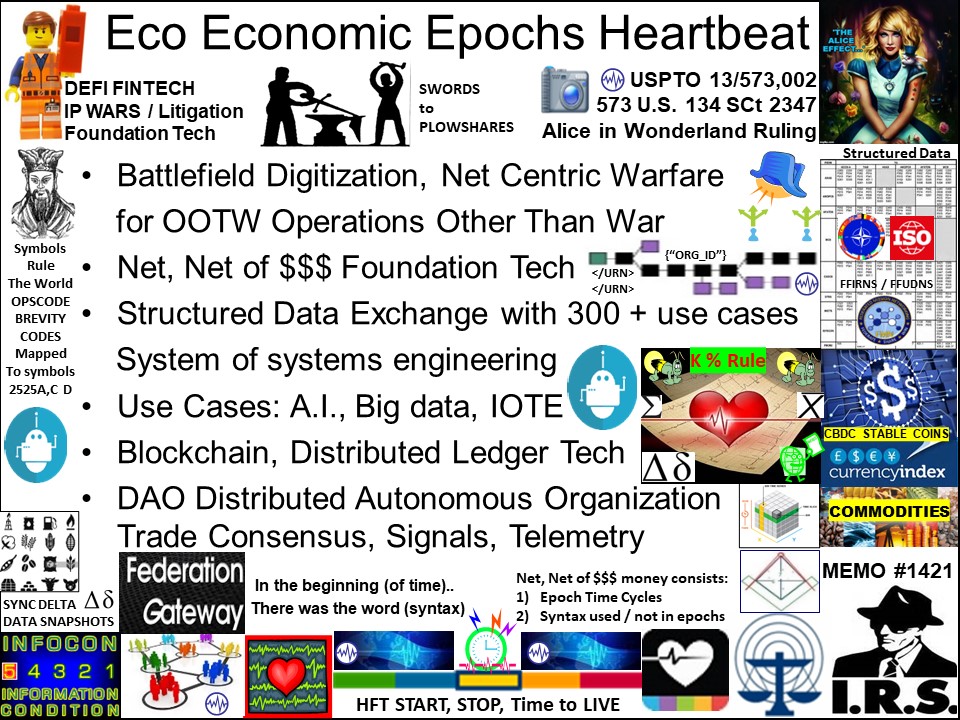 Eco Economic Epochs Heartbeat
"THE ALICE EFFECT...
DEFI FINTECH
IP WARS / Litigation
Foundation Tech
SWORDS
to
PLOWSHARES
USPTO 13/573,002
573 U.S. 134 SCt 2347
Alice in Wonderland Ruling
Structured Data
• Battlefield Digitization, Net Centric Warfare
for OOTW Operations Other Than War
• Net, Net of $$$ Foundation Tech
</URN>
</URN>
{"ORG_ID"}
ISO
FFIRNS / FFUDNS
• Structured Data Exchange with 300 + use cases
System of systems engineering
• Use Cases: A.I., Big data, IOTE
• Blockchain, Distributed Ledger Tech
• DAO Distributed Autonomous Organization
Trade Consensus, Signals, Telemetry
Symbols
Rule
The World
OPSCODE
BREVITY
CODES
Mapped
To symbols
2525A,C D
K % Rule
Σ
X
Δ δ
$
CBDC STABLE COINS
£ $ € ¥
currencyindex
COMMODITIES
SYNC DELTA Δ δ
DATA SNAPSHOTS
Federation
Gateway
In the beginning (of time)..
There was the word (syntax)
Net, Net of $$$ money consists:
1) Epoch Time Cycles
2) Syntax used / not in epochs
MEMO #1421
INFOCON
5 4 3 2 1
INFORMATION
CONDITION
HFT START, STOP, Time to LIVE
I.R.S.